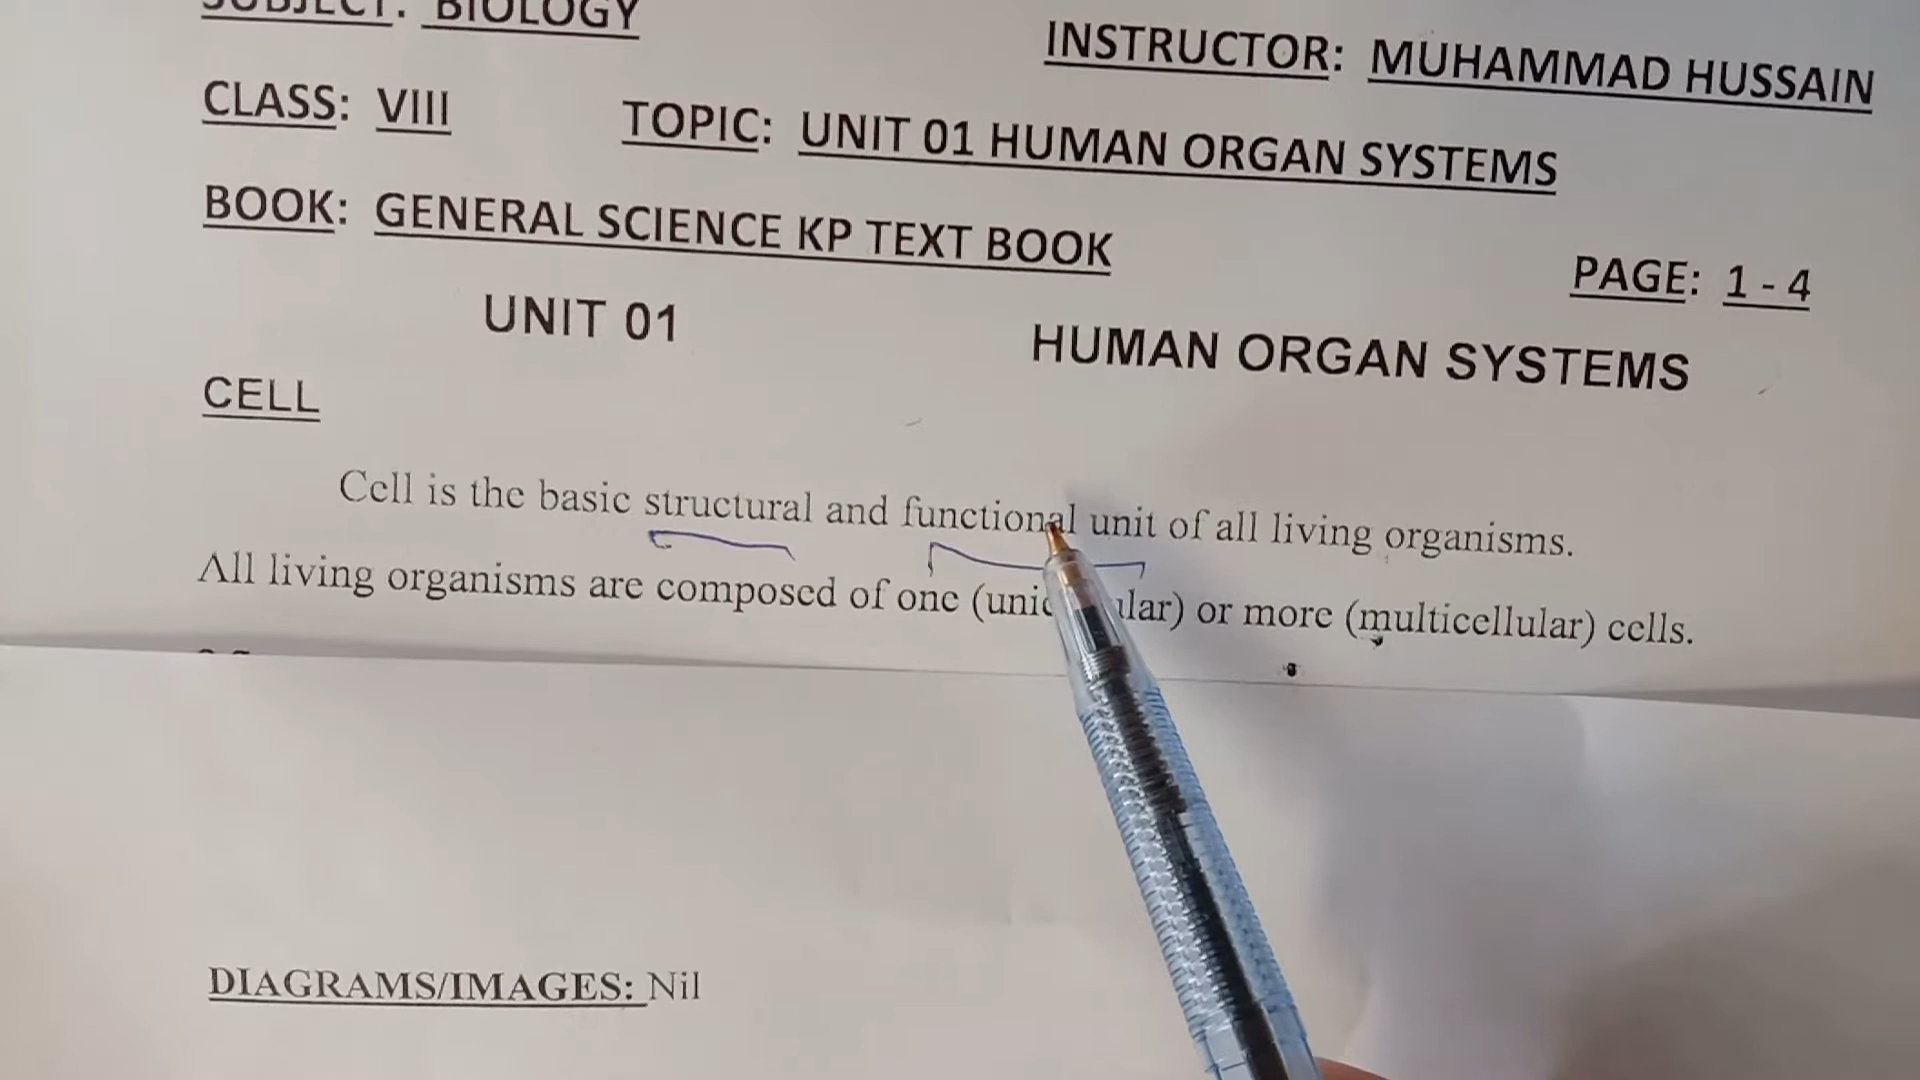 SUBJECT: BIOLOGY
INSTRUCTOR: MUHAMMAD HUSSAIN
CLASS: VIII TOPIC: UNIT 01 HUMAN ORGAN SYSTEMS
BOOK: GENERAL SCIENCE KP TEXT BOOK
PAGE: 1 - 4
UNIT 01 HUMAN ORGAN SYSTEMS
CELL
Cell is the basic structural and functional unit of all living organisms.
All living organisms are composed of one or more (multicellular) cells.
DIAGRAMS/IMAGES: Nil